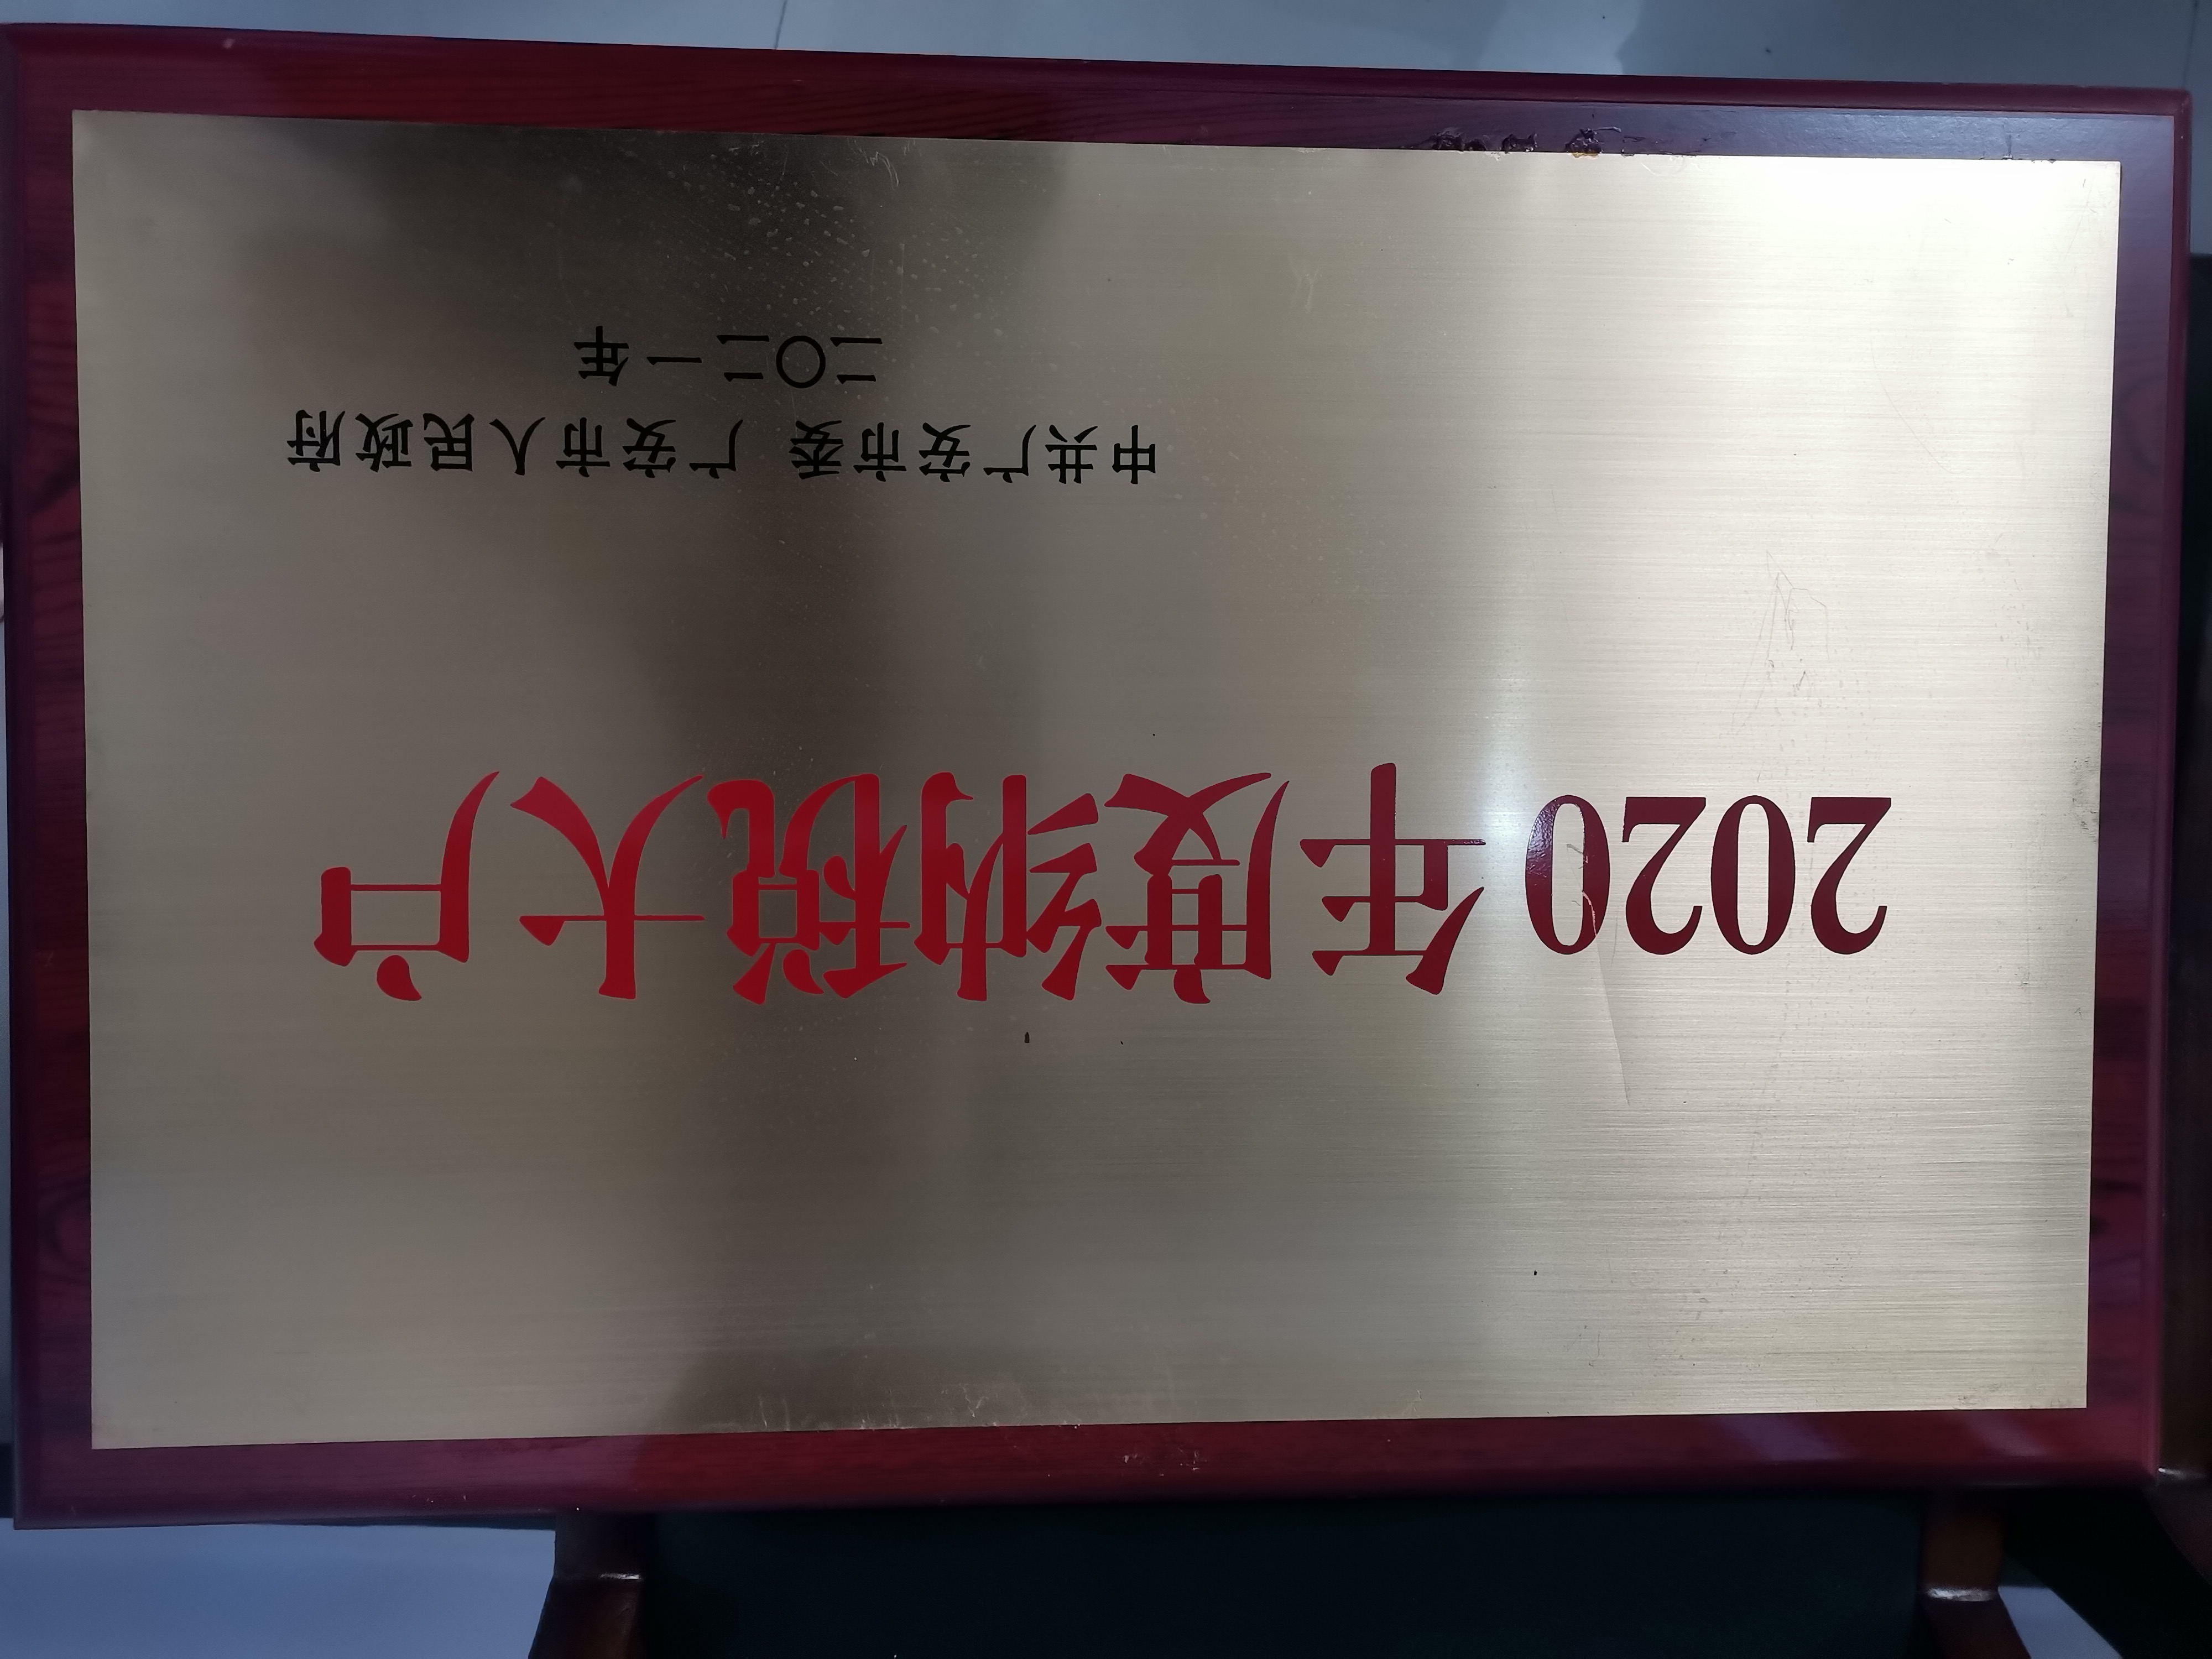 2020年度纳税大户
中共广安市委 广安市人民政府
二〇二一年